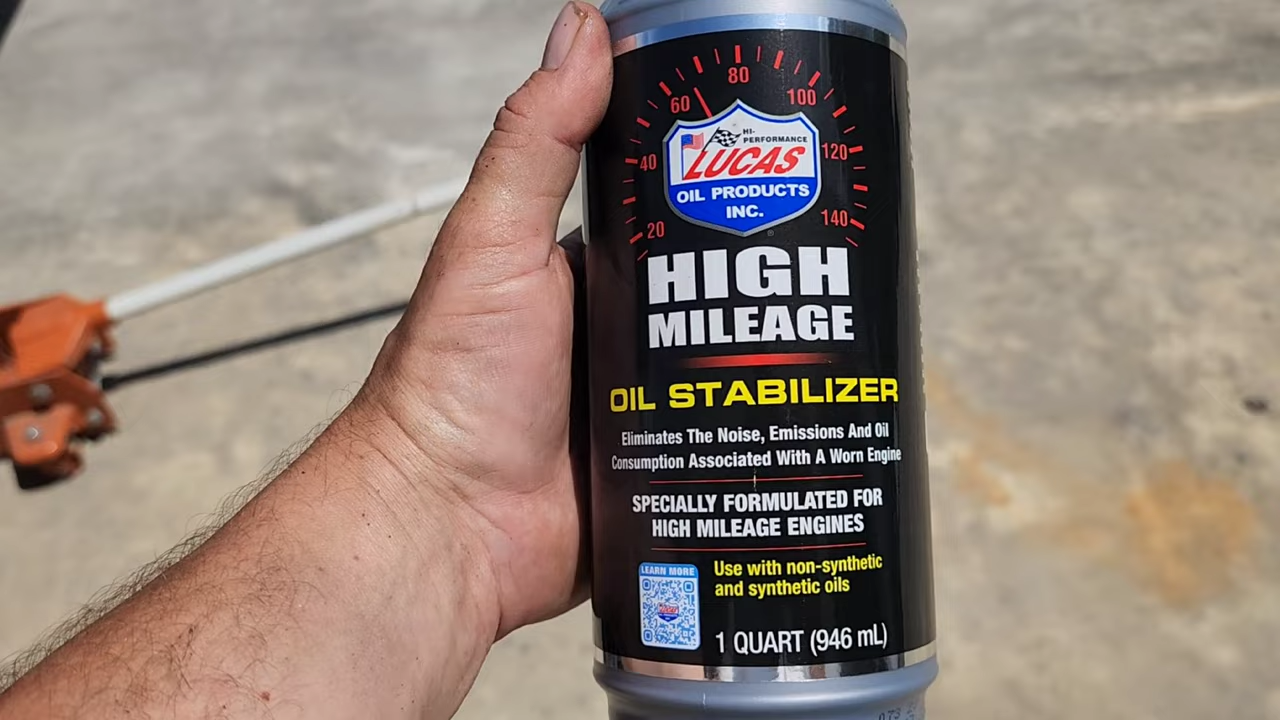 80
60
100
40
120
20
140
HI-
PERFORMANCE
LUCAS
OIL PRODUCTS
INC.
®
HIGH
MILEAGE
OIL STABILIZER
Eliminates The Noise, Emissions And Oil
Consumption Associated With A Worn Engine
SPECIALLY FORMULATED FOR
HIGH MILEAGE ENGINES
LEARN MORE
Use with non-synthetic
and synthetic oils
1 QUART (946 mL)